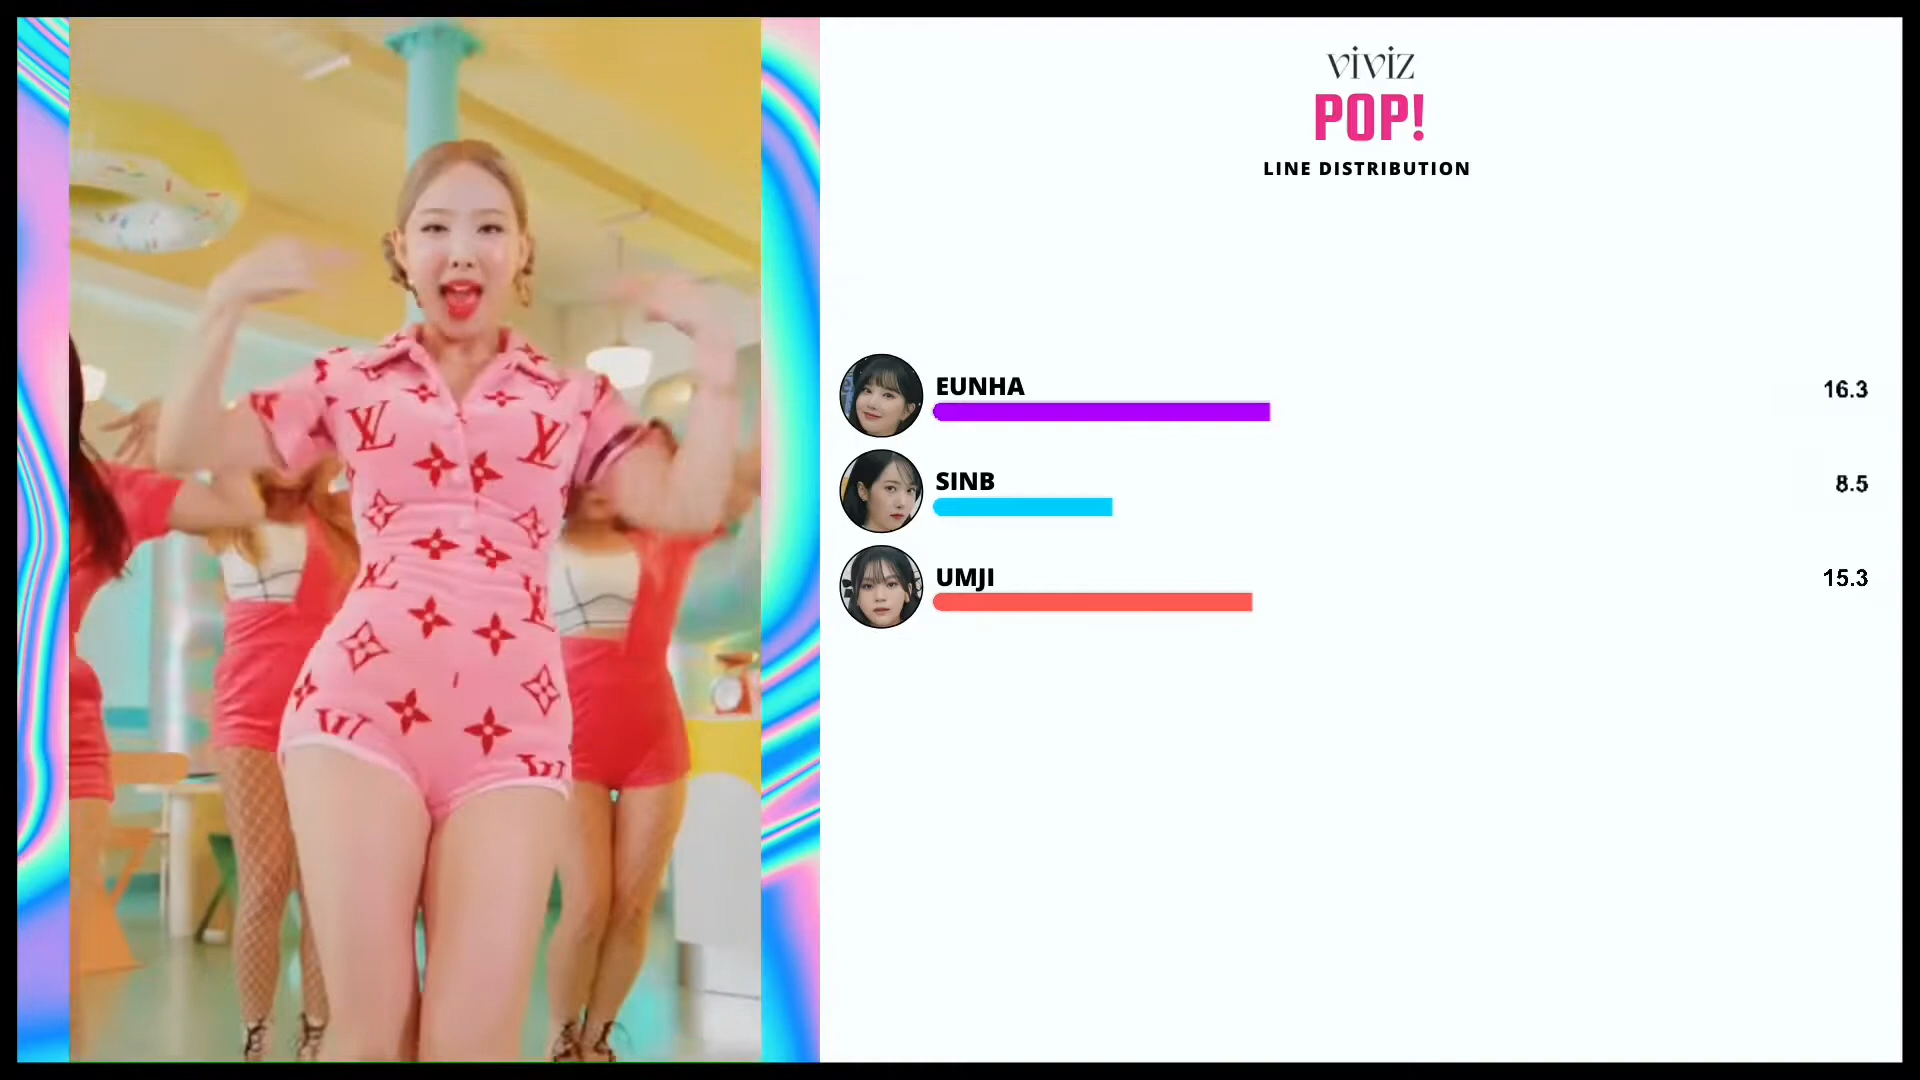 viviz
POP!
LINE DISTRIBUTION
EUNHA
16.3
SINB
8.5
UMJI
15.3